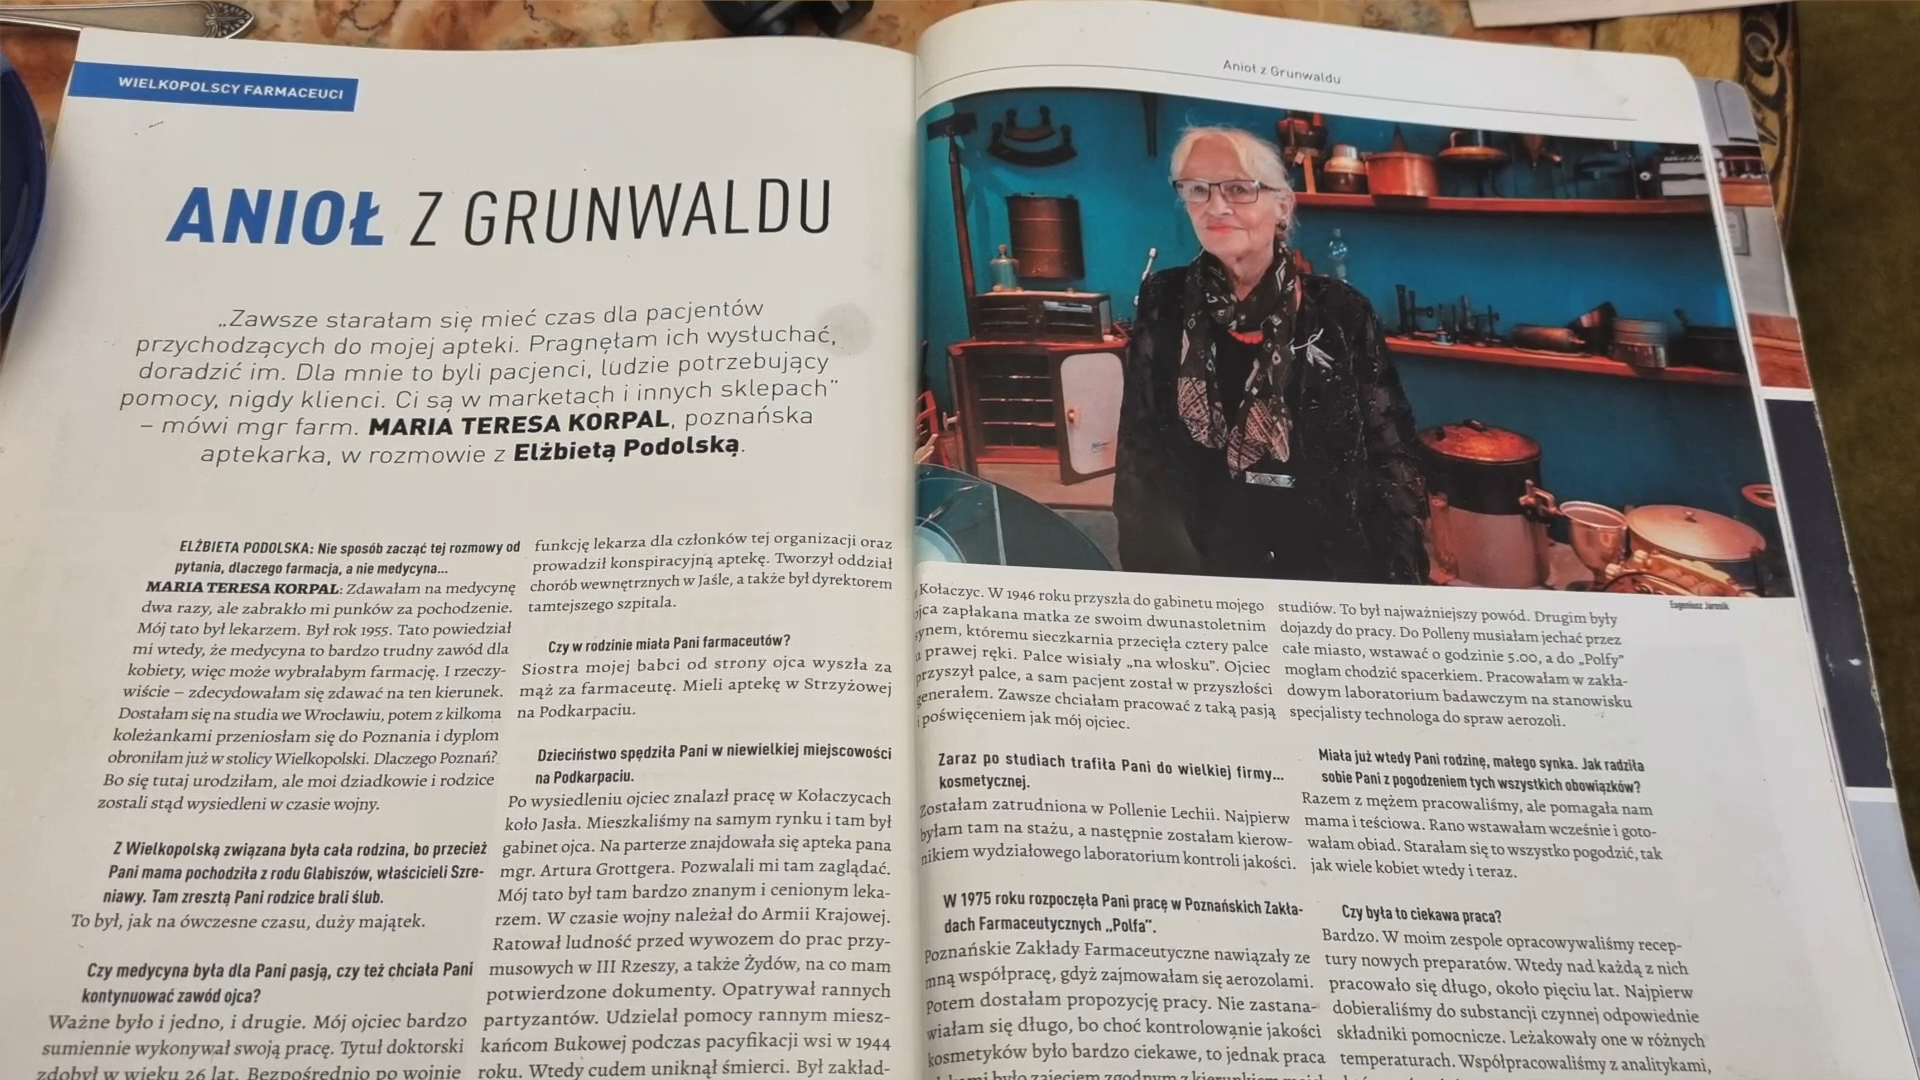 WIELKOPOLSCY FARMACEUCI
ANIOŁ Z GRUNWALDU
„Zawsze starałam się mieć czas dla pacjentów
przychodzących do mojej apteki. Pragnęłam ich wysłuchać,
doradzić im. Dla mnie to byli pacjenci, ludzie potrzebujący
pomocy, nigdy klienci. Ci są w marketach i innych sklepach”
– mówi mgr farm. MARIA TERESA KORPAL, poznańska
aptekarka, w rozmowie z Elżbietą Podolską.
ELŻBIETA PODOLSKA: Nie sposób zacząć tej rozmowy od
pytania, dlaczego farmacja, a nie medycyna...
MARIA TERESA KORPAL: Zdawałam na medycynę
dwa razy, ale zabrakło mi punków za pochodzenie.
Mój tato był lekarzem. Był rok 1955. Tato powiedział
mi wtedy, że medycyna to bardzo trudny zawód dla
kobiety, więc może wybrałabym farmację. I rzeczy-
wiście – zdecydowałam się zdawać na ten kierunek.
Dostałam się na studia we Wrocławiu, potem z kilkoma
koleżankami przeniosłam się do Poznania i dyplom
obroniłam już w stolicy Wielkopolski. Dlaczego Poznań?
Bo się tutaj urodziłam, ale moi dziadkowie i rodzice
zostali stąd wysiedleni w czasie wojny.
Z Wielkopolską związana była cała rodzina, bo przecież
Pani mama pochodziła z rodu Glabiszów, właścicieli Szre-
niawy. Tam zresztą Pani rodzice brali ślub.
To był, jak na ówczesne czasu, duży majątek.
Czy medycyna była dla Pani pasją, czy też chciała Pani
kontynuować zawód ojca?
Ważne było i jedno, i drugie. Mój ojciec bardzo
sumiennie wykonywał swoją pracę. Tytuł doktorski
zdobył w wieku 26 lat. Bezpośrednio po wojnie
funkcję lekarza dla członków tej organizacji oraz
prowadził konspiracyjną aptekę. Tworzył oddział
chorób wewnętrznych w Jaśle, a także był dyrektorem
tamtejszego szpitala.
Czy w rodzinie miała Pani farmaceutów?
Siostra mojej babci od strony ojca wyszła za
mąż za farmaceutę. Mieli aptekę w Strzyżowej
na Podkarpaciu.
Dzieciństwo spędziła Pani w niewielkiej miejscowości
na Podkarpaciu.
Po wysiedleniu ojciec znalazł pracę w Kołaczycach
koło Jasła. Mieszkaliśmy na samym rynku i tam był
gabinet ojca. Na parterze znajdowała się apteka pana
mgr. Artura Grottgera. Pozwalali mi tam zaglądać.
Mój tato był tam bardzo znanym i cenionym leka-
rzem. W czasie wojny należał do Armii Krajowej.
Ratował ludność przed wywozem do prac przy-
musowych w III Rzeszy, a także Żydów, na co mam
potwierdzone dokumenty. Opatrywał rannych
partyzantów. Udzielał pomocy rannym miesz-
kańcom Bukowej podczas pacyfikacji wsi w 1944
roku. Wtedy cudem uniknął śmierci. Był zakład-
Anioł z Grunwaldu
Eugeniusz Jarosik
Kołaczyc. W 1946 roku przyszła do gabinetu mojego
ojca zapłakana matka ze swoim dwunastoletnim
synem, któremu sieczkarnia przecięła cztery palce
u prawej ręki. Palce wisiały „na włosku”. Ojciec
przyszył palce, a sam pacjent został w przyszłości
generałem. Zawsze chciałam pracować z taką pasją
i poświęceniem jak mój ojciec.
Zaraz po studiach trafiła Pani do wielkiej firmy...
kosmetycznej.
Zostałam zatrudniona w Pollenie Lechii. Najpierw
byłam tam na stażu, a następnie zostałam kierow-
nikiem wydziałowego laboratorium kontroli jakości.
W 1975 roku rozpoczęła Pani pracę w Poznańskich Zakła-
dach Farmaceutycznych „Polfa”.
Poznańskie Zakłady Farmaceutyczne nawiązały ze
mną współpracę, gdyż zajmowałam się aerozolami.
Potem dostałam propozycję pracy. Nie zastana-
wiałam się długo, bo choć kontrolowanie jakości
kosmetyków było bardzo ciekawe, to jednak praca
studiów. To był najważniejszy powód. Drugim były
dojazdy do pracy. Do Polleny musiałam jechać przez
całe miasto, wstawać o godzinie 5.00, a do „Polfy”
mogłam chodzić spacerkiem. Pracowałam w zakła-
dowym laboratorium badawczym na stanowisku
specjalisty technologa do spraw aerozoli.
Miała już wtedy Pani rodzinę, małego synka. Jak radziła
sobie Pani z pogodzeniem tych wszystkich obowiązków?
Razem z mężem pracowaliśmy, ale pomagała nam
mama i teściowa. Rano wstawałam wcześnie i goto-
wałam obiad. Starałam się to wszystko pogodzić, tak
jak wiele kobiet wtedy i teraz.
Czy była to ciekawa praca?
Bardzo. W moim zespole opracowywaliśmy recep-
tury nowych preparatów. Wtedy nad każdą z nich
pracowało się długo, około pięciu lat. Najpierw
dobieraliśmy do substancji czynnej odpowiednie
składniki pomocnicze. Leżakowały one w różnych
temperaturach. Współpracowaliśmy z analitykami,